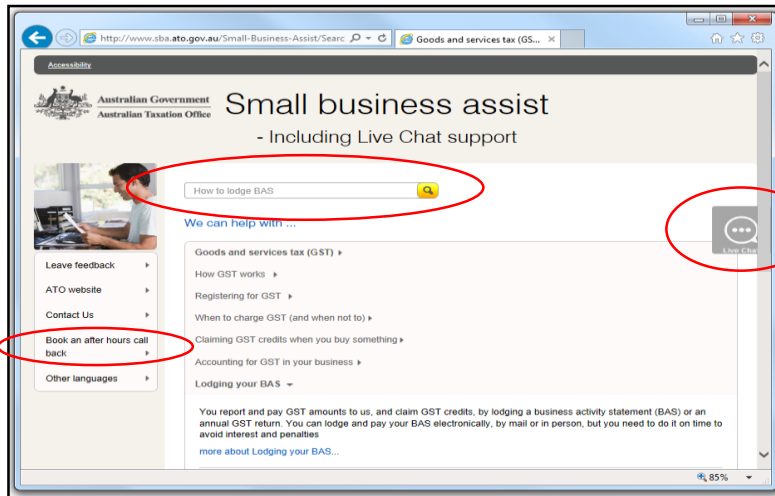 http://www.sba.ato.gov.au/Small-Business-Assist/Searc
Goods and services tax (GS...
Accessibility
Australian Government
Australian Taxation Office
Small business assist
- Including Live Chat support
How to lodge BAS
We can help with ...
Live Cha
Goods and services tax (GST)
How GST works
Registering for GST
When to charge GST (and when not to)
Claiming GST credits when you buy something
Accounting for GST in your business
Lodging your BAS
You report and pay GST amounts to us, and claim GST credits, by lodging a business activity statement (BAS) or an
annual GST return. You can lodge and pay your BAS electronically, by mail or in person, but you need to do it on time to
avoid interest and penalties
more about Lodging your BAS...
Leave feedback
ATO website
Contact Us
Book an after hours call
back
Other languages
85%